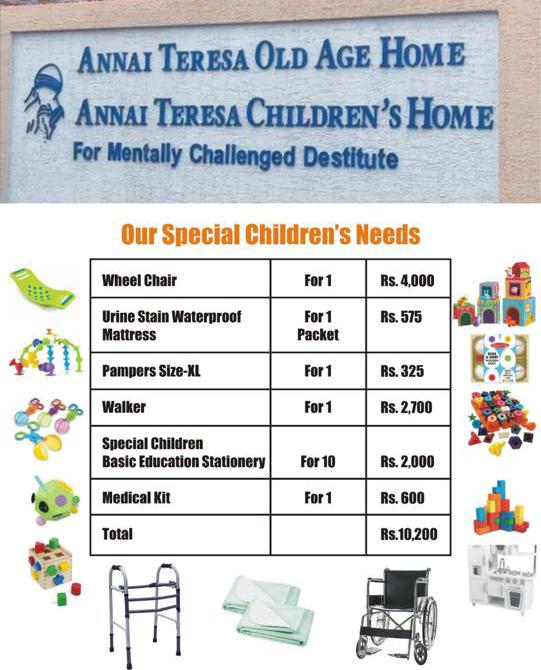 ANNAI TERESA OLD AGE HOME
ANNAI TERESA CHILDREN'S HOME
For Mentally Challenged Destitute
Our Special Children's Needs
Wheel Chair For 1 Rs. 4,000
Urine Stain Waterproof Mattress For 1 Packet Rs. 575
Pampers Size-XL For 1 Rs. 325
Walker For 1 Rs. 2,700
Special Children Basic Education Stationery For 10 Rs. 2,000
Medical Kit For 1 Rs. 600
Total Rs.10,200